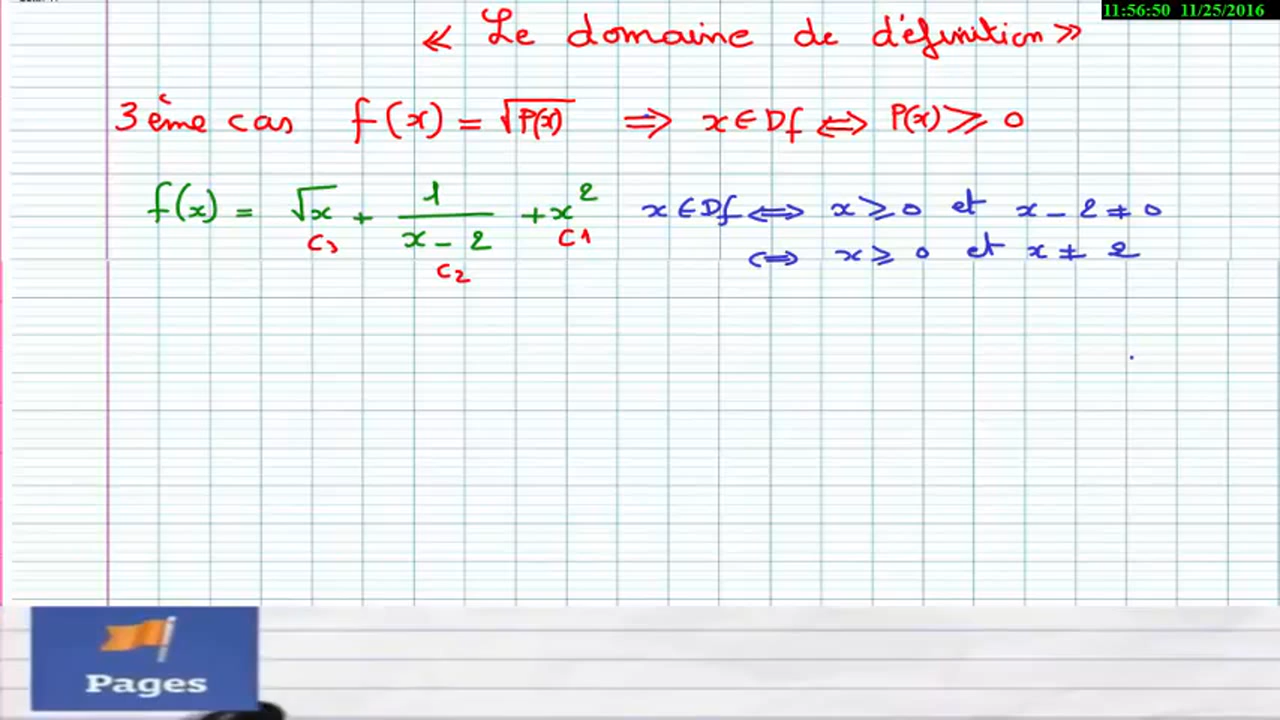 11:56:50 11/25/2016
« Le domaine de définition »
3ème cas f(x) = √P(x) ⇒ x ∈ Df ⇔ P(x) ≥ 0
f(x) = √x + 1/(x - 2) + x² x ∈ Df ⇔ x ≥ 0 et x - 2 ≠ 0
C3 C2 C1 ⇔ x ≥ 0 et x ≠ 2
Pages